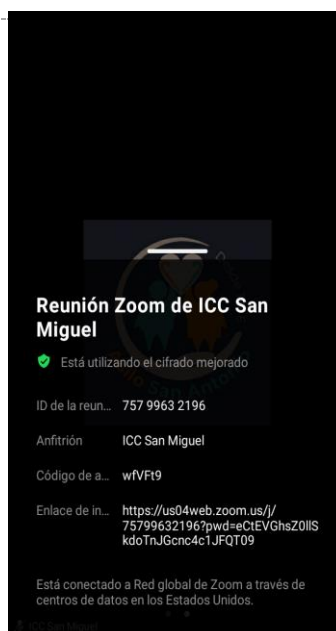 Reunión Zoom de ICC San
Miguel
Está utilizando el cifrado mejorado
ID de la reun... 757 9963 2196
Anfitrión ICC San Miguel
Código de a... wfVFt9
Enlace de in... https://us04web.zoom.us/j/
75799632196?pwd=eCtEVGhsZ0llS
kdoTnJGcnc4c1JFQT09
Está conectado a Red global de Zoom a través de
centros de datos en los Estados Unidos.
ICC San Miguel